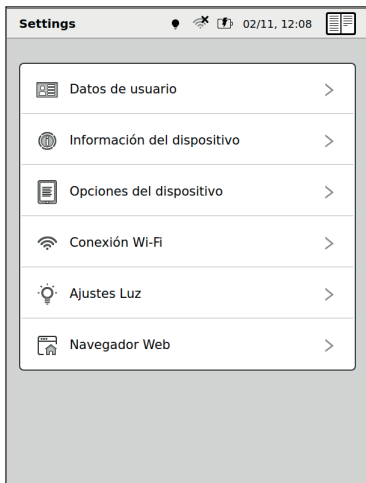 Settings 02/11, 12:08
Datos de usuario
Información del dispositivo
Opciones del dispositivo
Conexión Wi-Fi
Ajustes Luz
Navegador Web